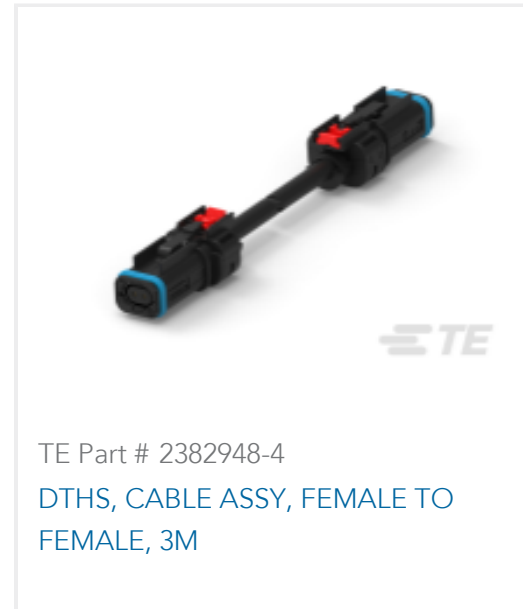 TE
TE Part # 2382948-4
DTHS, CABLE ASSY, FEMALE TO
FEMALE, 3M